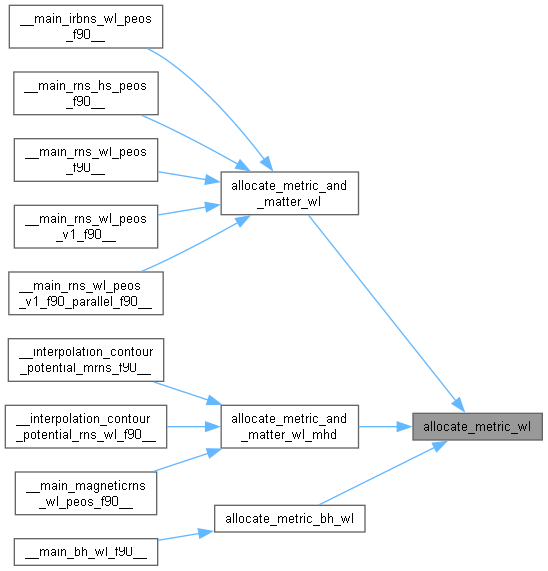 __main_irbns_wl_peos
_f90__
__main_rns_hs_peos
_f90__
__main_rns_wl_peos
_f90__
__main_rns_wl_peos
_v1_f90__
__main_rns_wl_peos
_v1_f90_parallel_f90__
allocate_metric_and
_matter_wl
__interpolation_contour
_potential_mrns_f90__
__interpolation_contour
_potential_rns_wl_f90__
__main_magneticrns
_wl_peos_f90__
__main_bh_wl_f90__
allocate_metric_and
_matter_wl_mhd
allocate_metric_bh_wl
allocate_metric_wl